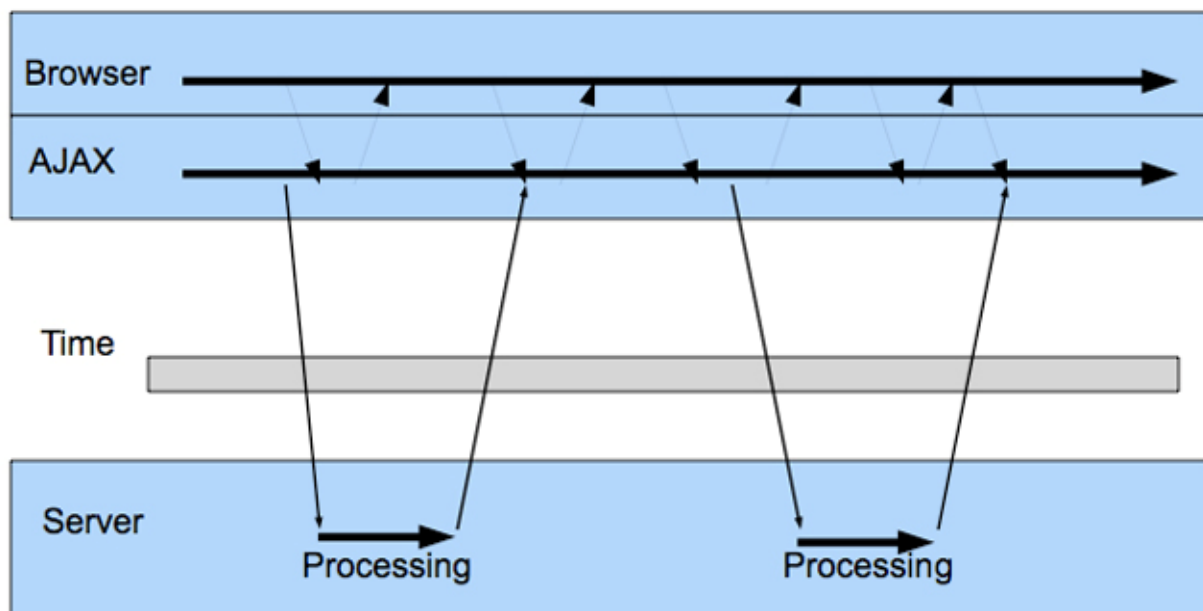 Browser
AJAX
Time
Server
Processing
Processing